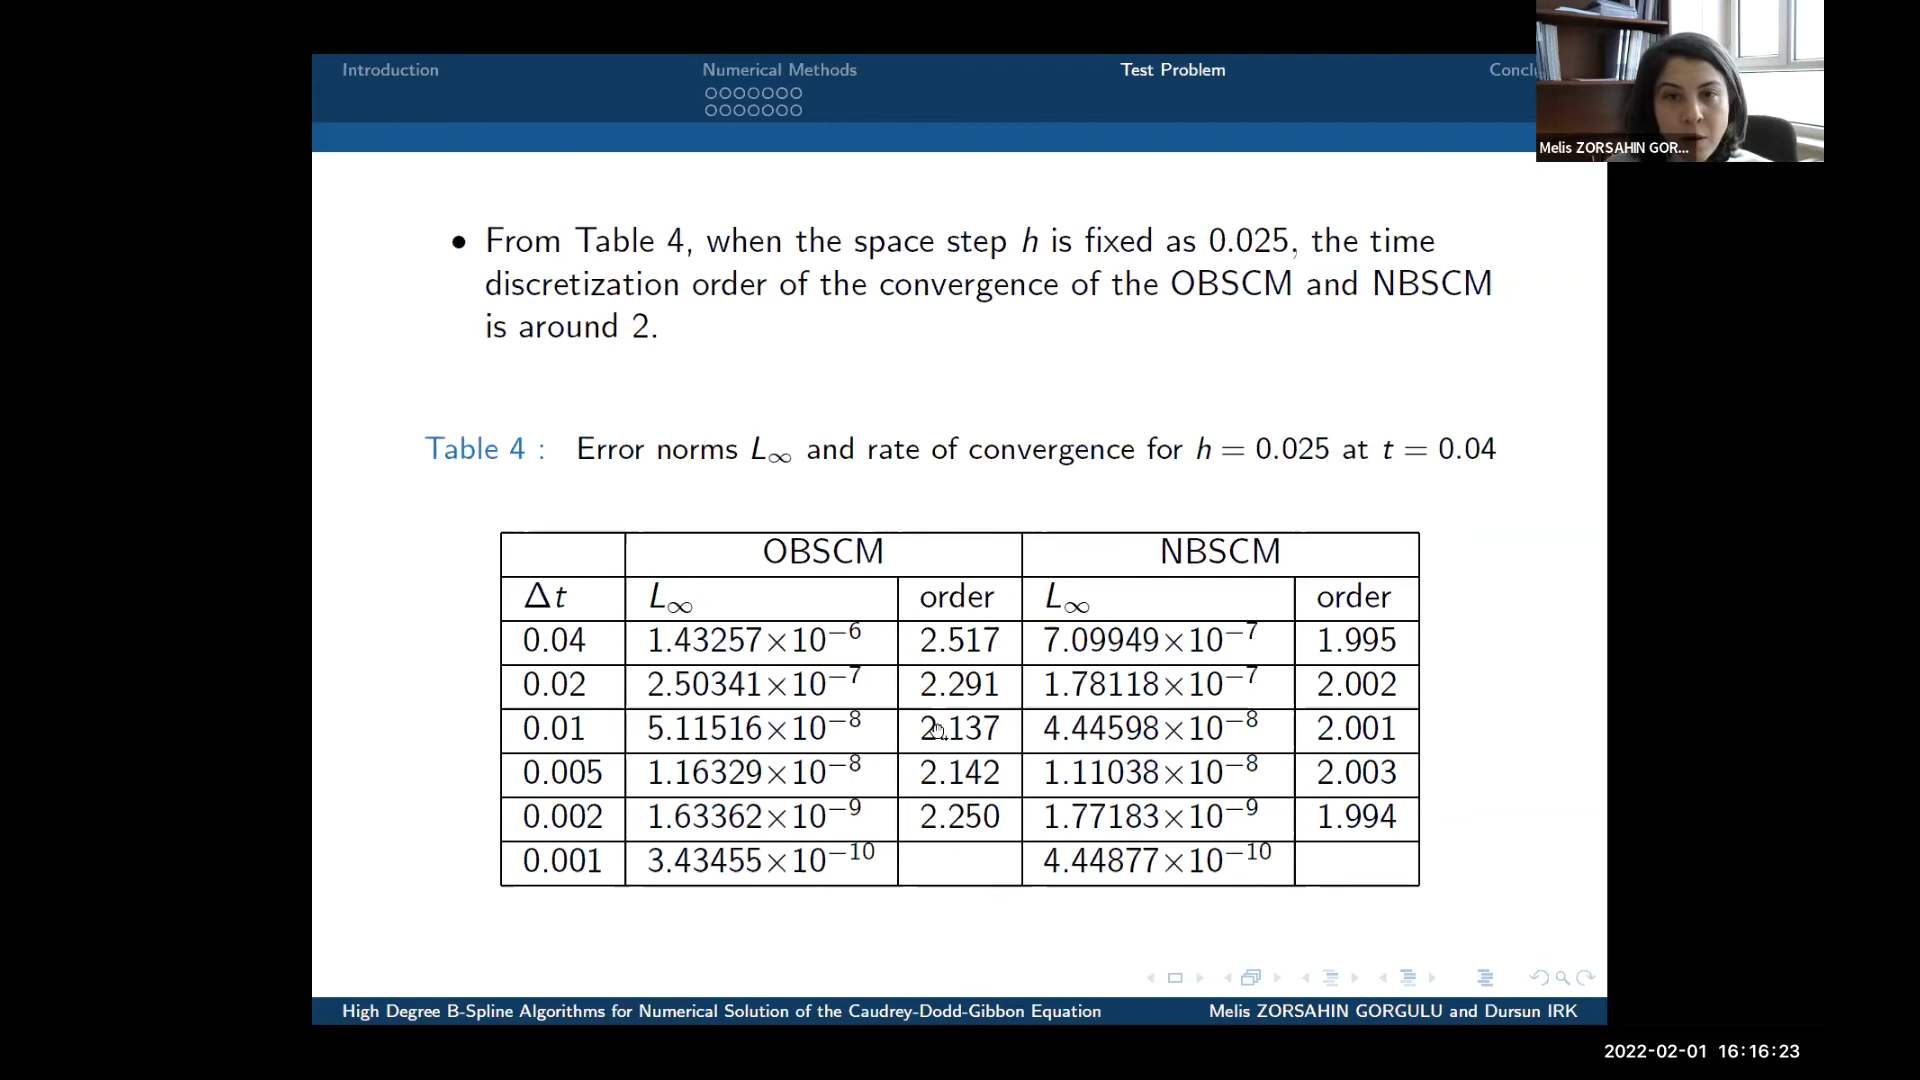 Introduction Numerical Methods Test Problem Conclu
Melis ZORSAHIN GOR...
• From Table 4, when the space step h is fixed as 0.025, the time
discretization order of the convergence of the OBSCM and NBSCM
is around 2.
Table 4 : Error norms L∞ and rate of convergence for h = 0.025 at t = 0.04
OBSCM NBSCM
Δt L∞ order L∞ order
0.04 1.43257×10⁻⁶ 2.517 7.09949×10⁻⁷ 1.995
0.02 2.50341×10⁻⁷ 2.291 1.78118×10⁻⁷ 2.002
0.01 5.11516×10⁻⁸ 2.137 4.44598×10⁻⁸ 2.001
0.005 1.16329×10⁻⁸ 2.142 1.11038×10⁻⁸ 2.003
0.002 1.63362×10⁻⁹ 2.250 1.77183×10⁻⁹ 1.994
0.001 3.43455×10⁻¹⁰ 4.44877×10⁻¹⁰
High Degree B-Spline Algorithms for Numerical Solution of the Caudrey-Dodd-Gibbon Equation Melis ZORSAHIN GORGULU and Dursun IRK
2022-02-01 16:16:23